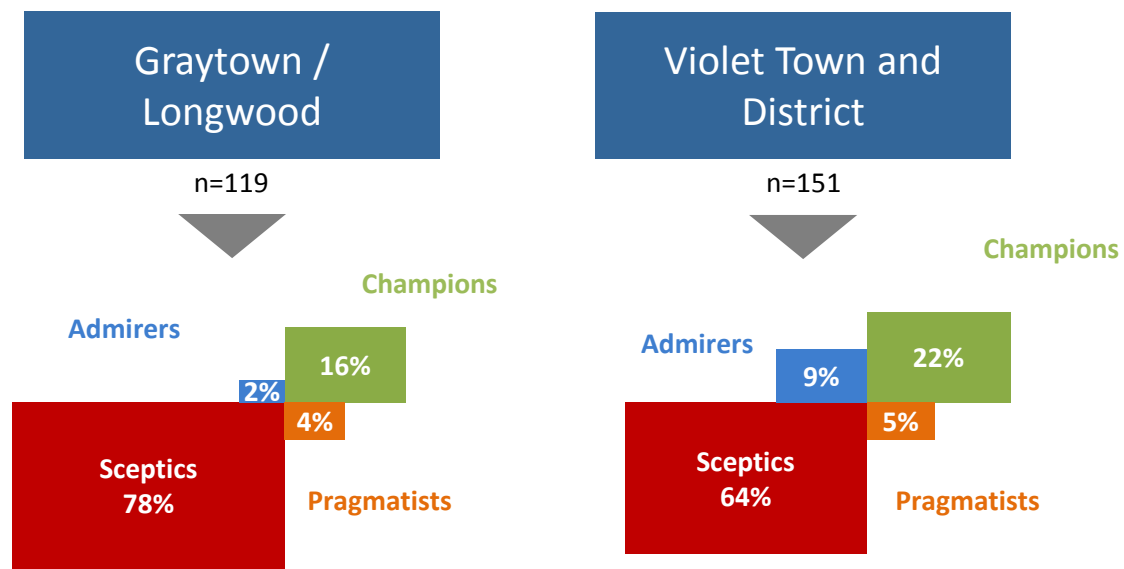 Graytown /
Longwood
n=119
Champions
Admirers
16%
2%
4%
Sceptics
78%
Pragmatists
Violet Town and
District
n=151
Champions
Admirers
22%
9%
5%
Sceptics
64%
Pragmatists